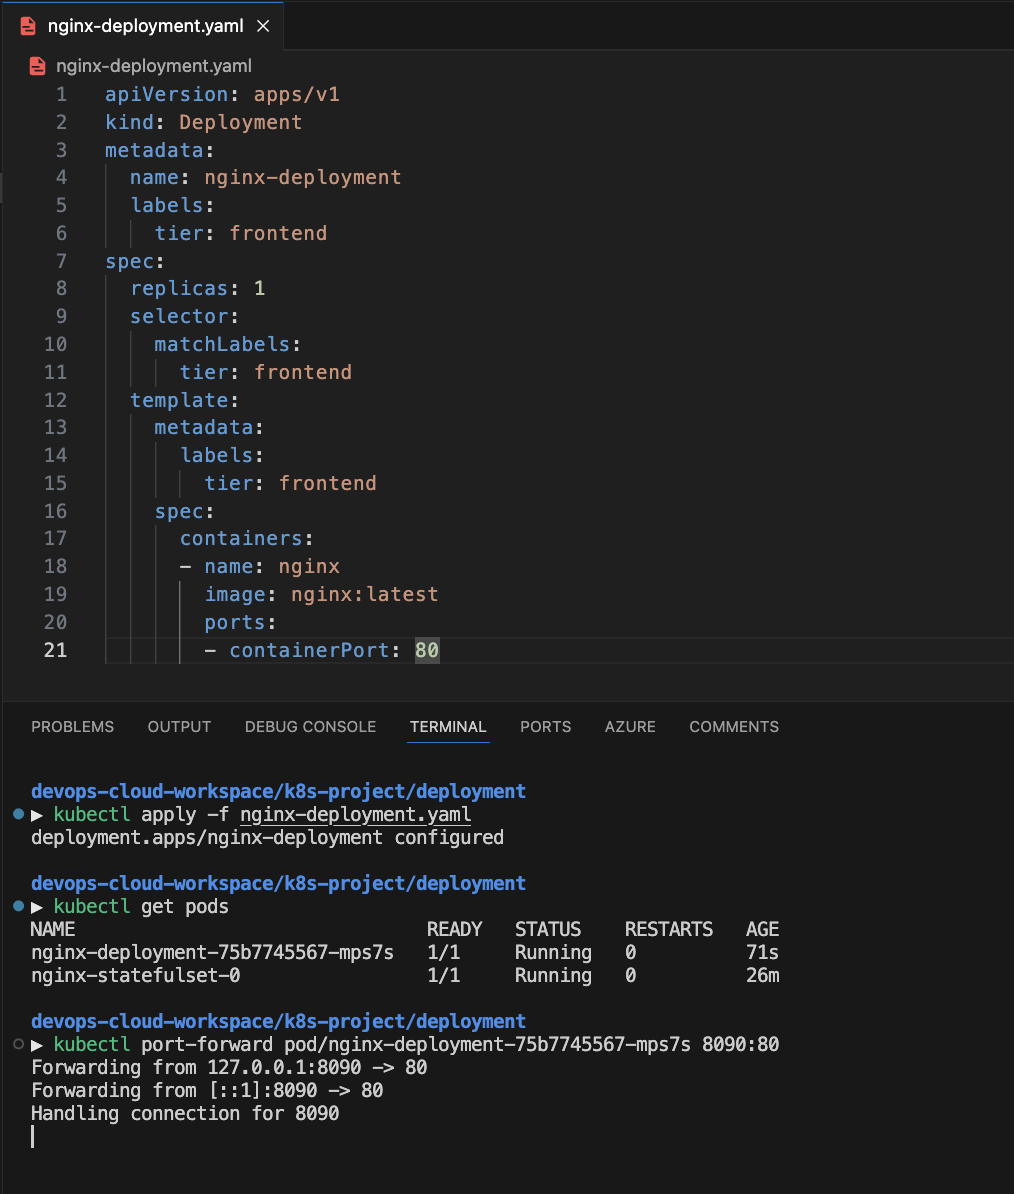 nginx-deployment.yaml ×
nginx-deployment.yaml
1 apiVersion: apps/v1
2 kind: Deployment
3 metadata:
4   name: nginx-deployment
5   labels:
6     tier: frontend
7 spec:
8   replicas: 1
9   selector:
10     matchLabels:
11       tier: frontend
12   template:
13     metadata:
14       labels:
15         tier: frontend
16     spec:
17       containers:
18       - name: nginx
19         image: nginx:latest
20         ports:
21         - containerPort: 80
PROBLEMS OUTPUT DEBUG CONSOLE TERMINAL PORTS AZURE COMMENTS
devops-cloud-workspace/k8s-project/deployment
▶ kubectl apply -f nginx-deployment.yaml
deployment.apps/nginx-deployment configured
devops-cloud-workspace/k8s-project/deployment
▶ kubectl get pods
NAME READY STATUS RESTARTS AGE
nginx-deployment-75b7745567-mps7s 1/1 Running 0 71s
nginx-statefulset-0 1/1 Running 0 26m
devops-cloud-workspace/k8s-project/deployment
▶ kubectl port-forward pod/nginx-deployment-75b7745567-mps7s 8090:80
Forwarding from 127.0.0.1:8090 -> 80
Forwarding from [::1]:8090 -> 80
Handling connection for 8090